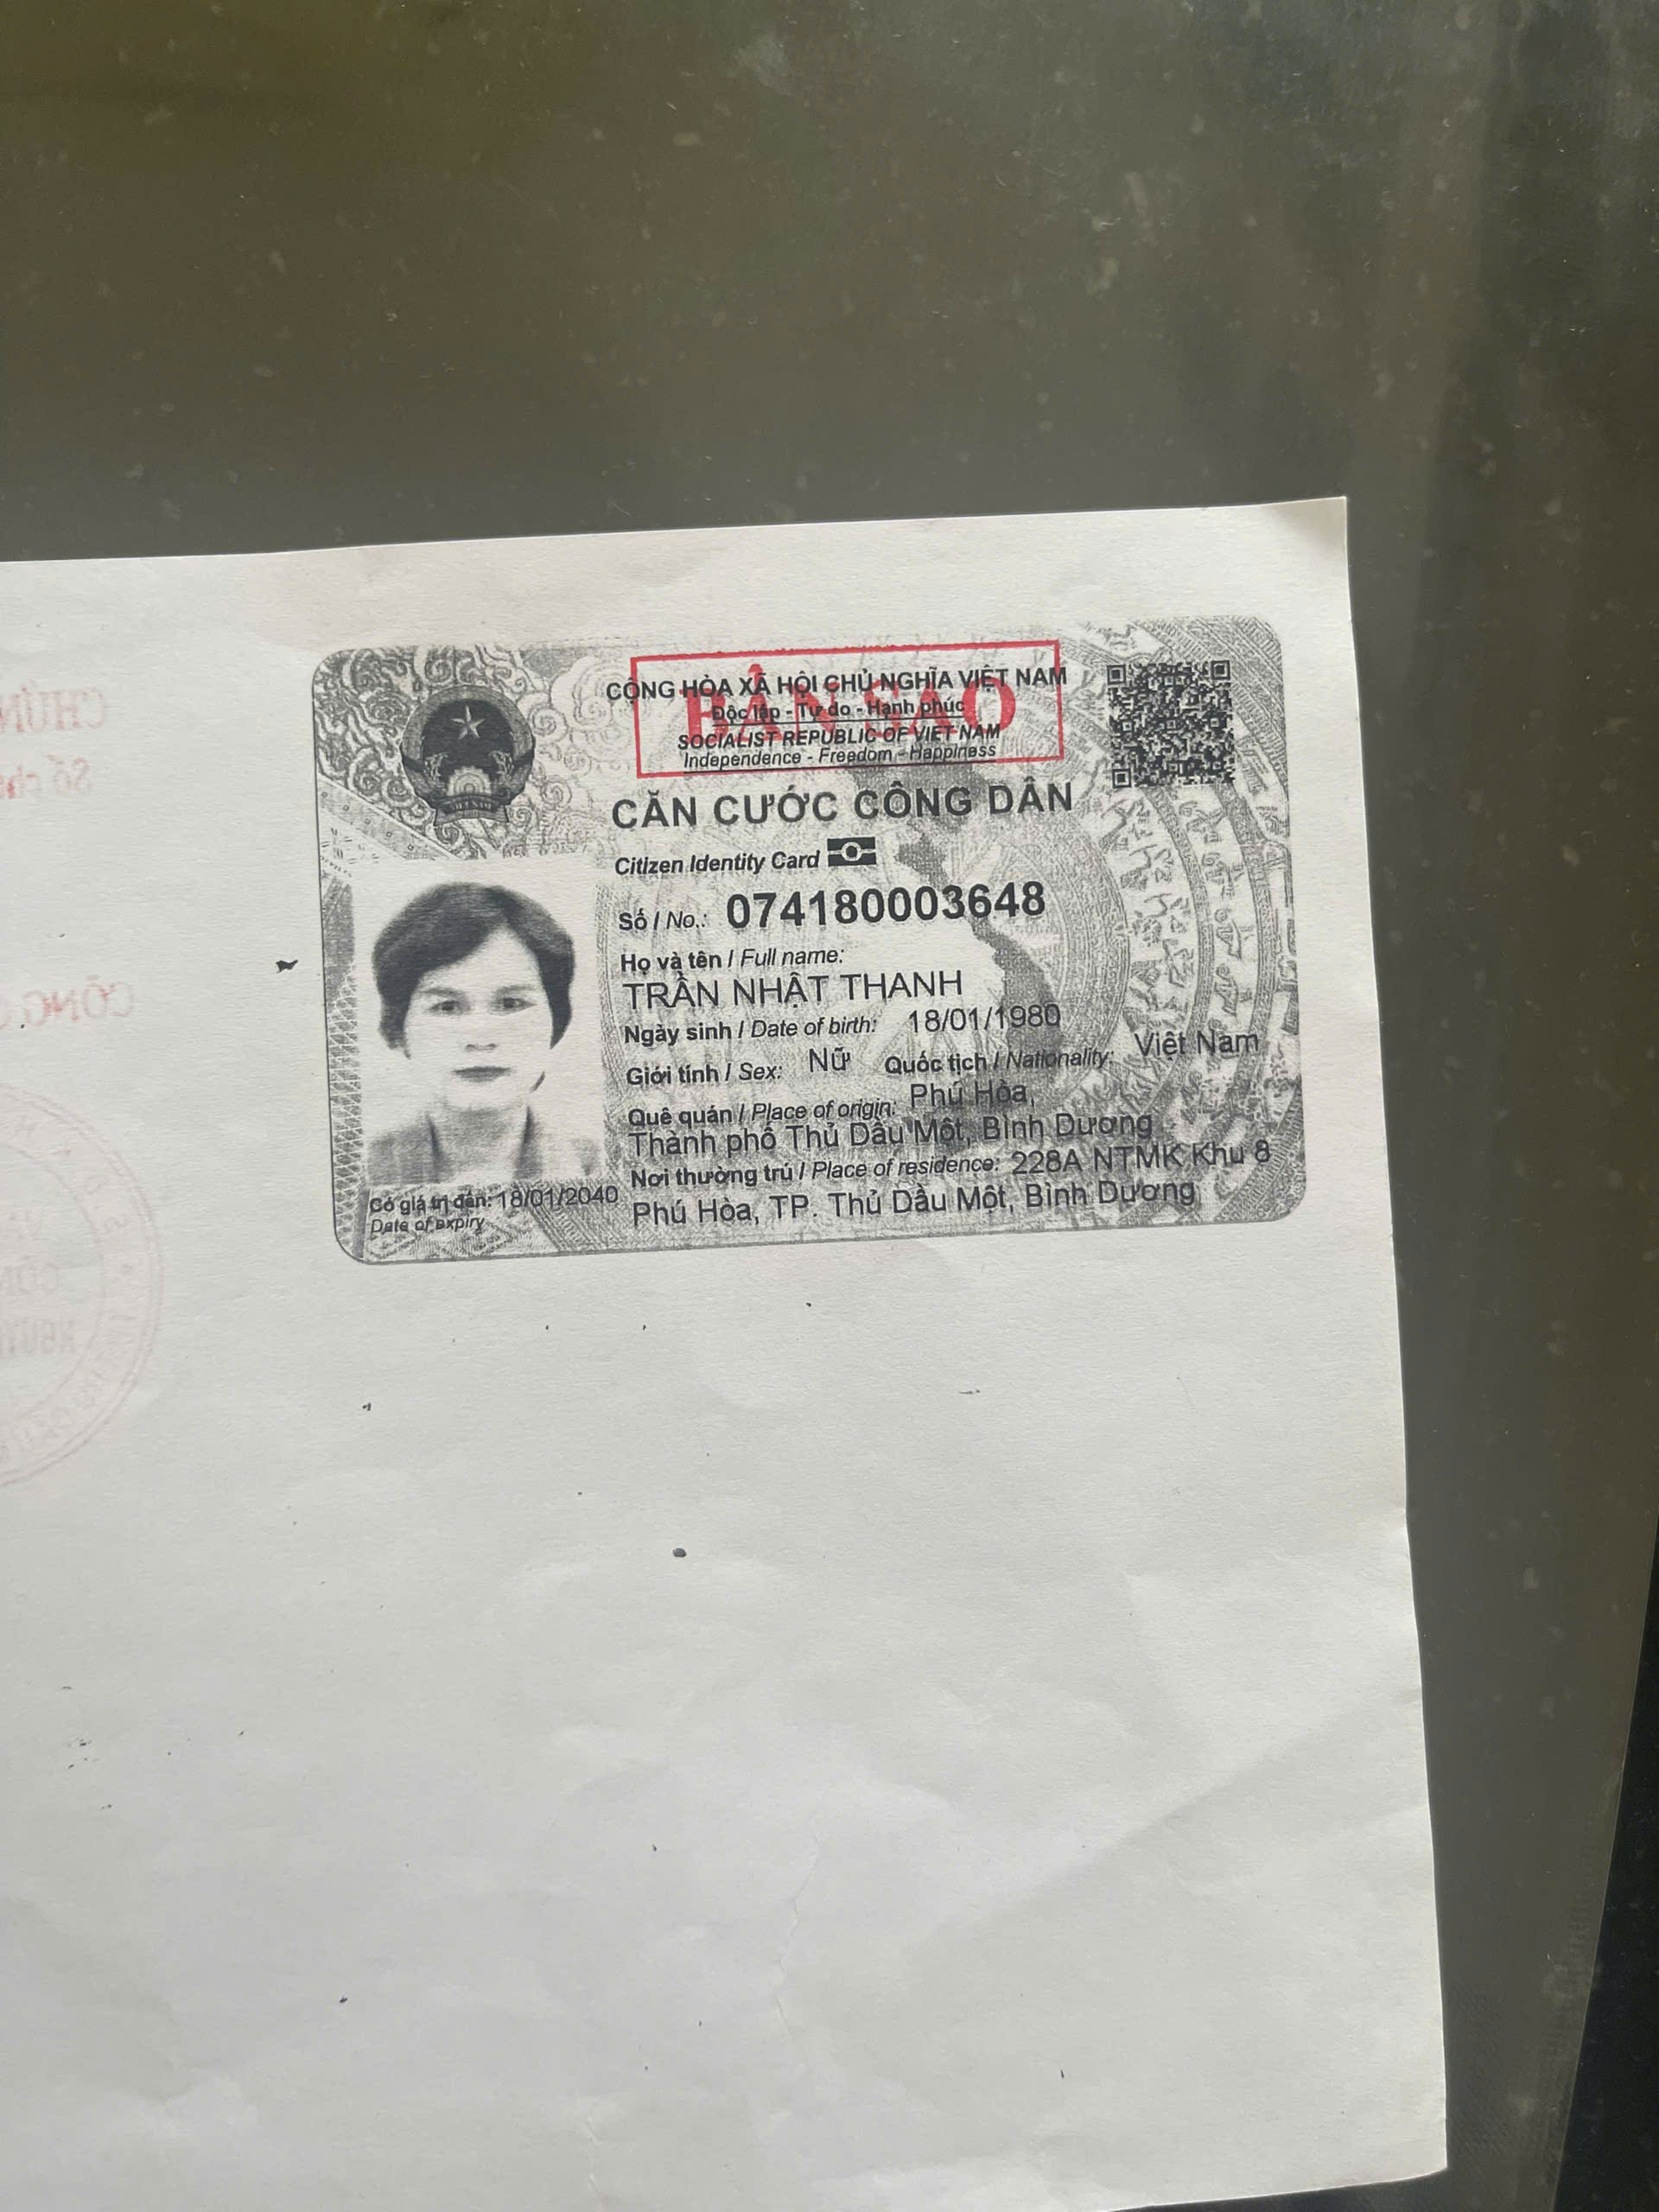 BẢN SAO
CỘNG HÒA XÃ HỘI CHỦ NGHĨA VIỆT NAM
Độc lập - Tự do - Hạnh phúc
SOCIALIST REPUBLIC OF VIET NAM
Independence - Freedom - Happiness
CĂN CƯỚC CÔNG DÂN
Citizen Identity Card
Số / No.: 074180003648
Họ và tên / Full name:
TRẦN NHẬT THANH
Ngày sinh / Date of birth: 18/01/1980
Giới tính / Sex: Nữ Quốc tịch / Nationality: Việt Nam
Quê quán / Place of origin: Phú Hòa,
Thành phố Thủ Dầu Một, Bình Dương
Nơi thường trú / Place of residence: 228A NTMK Khu 8
Phú Hòa, TP. Thủ Dầu Một, Bình Dương
Có giá trị đến: 18/01/2040
Date of expiry